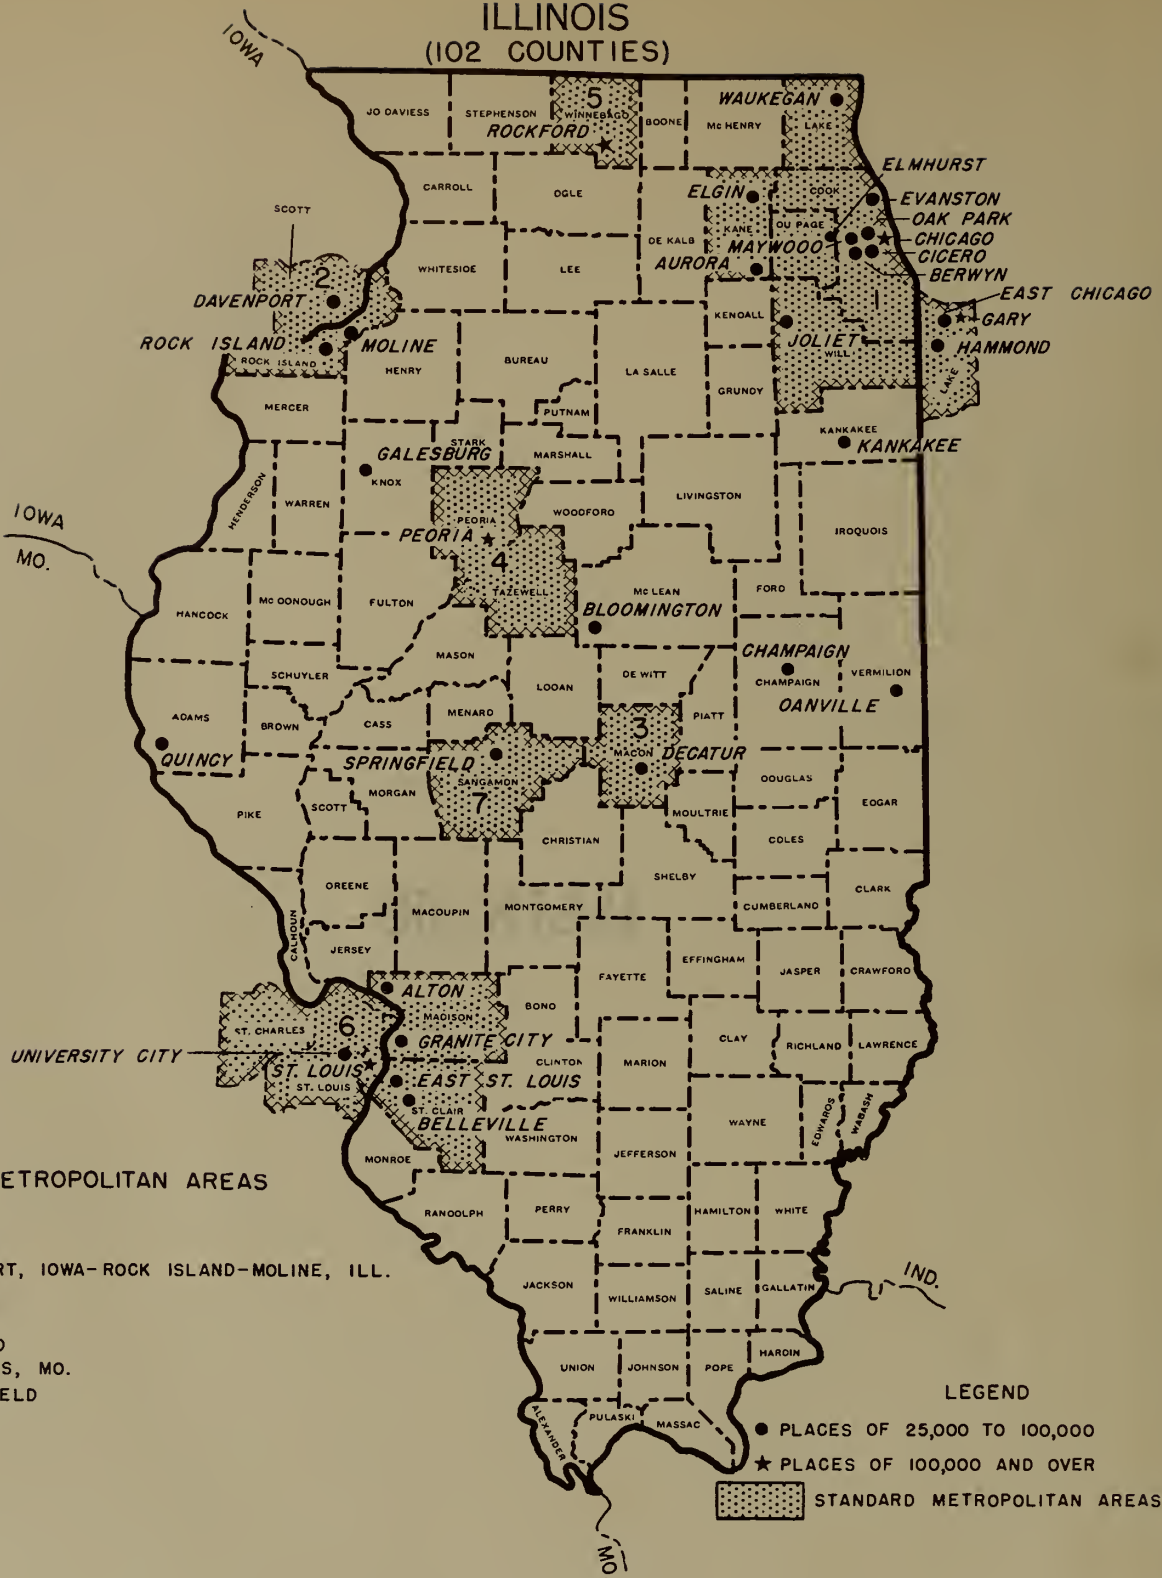 ILLINOIS
(102 COUNTIES)
IOWA
JO DAVIESS
STEPHENSON
5
WINNEBAGO
ROCKFORD
BOONE
McHENRY
WAUKEGAN
LAKE
ELMHURST
CARROLL
OGLE
ELGIN
COOK
EVANSTON
OAK PARK
SCOTT
KANE
DU PAGE
DE KALB
MAYWOOD
CHICAGO
CICERO
AURORA
BERWYN
WHITESIDE
LEE
2
DAVENPORT
1
EAST CHICAGO
KENDALL
GARY
ROCK ISLAND
MOLINE
JOLIET
WILL
HAMMOND
ROCK ISLAND
HENRY
BUREAU
LA SALLE
GRUNDY
LAKE
MERCER
PUTNAM
KANKAKEE
KANKAKEE
STARK
GALESBURG
MARSHALL
KNOX
HENDERSON
WARREN
LIVINGSTON
PEORIA
WOODFORD
IOWA
MO.
PEORIA
IROQUOIS
4
TAZEWELL
McLEAN
FORD
HANCOCK
McDONOUGH
FULTON
BLOOMINGTON
MASON
CHAMPAIGN
SCHUYLER
DE WITT
CHAMPAIGN
VERMILION
LOGAN
ADAMS
BROWN
CASS
MENARD
PIATT
DANVILLE
3
MACON
DECATUR
QUINCY
SPRINGFIELD
SANGAMON
DOUGLAS
7
MORGAN
SCOTT
PIKE
MOULTRIE
EDGAR
CHRISTIAN
COLES
SHELBY
GREENE
CLARK
MACOUPIN
MONTGOMERY
CUMBERLAND
CALHOUN
JERSEY
EFFINGHAM
FAYETTE
JASPER
CRAWFORD
ALTON
BOND
MADISON
ST. CHARLES
6
GRANITE CITY
CLAY
RICHLAND
LAWRENCE
UNIVERSITY CITY
CLINTON
MARION
ST. LOUIS
ST. LOUIS
EAST ST. LOUIS
ST. CLAIR
BELLEVILLE
WASHINGTON
WAYNE
EDWARDS
WABASH
JEFFERSON
MONROE
ETROPOLITAN AREAS
RANDOLPH
PERRY
HAMILTON
WHITE
FRANKLIN
RT, IOWA-ROCK ISLAND-MOLINE, ILL.
JACKSON
WILLIAMSON
SALINE
GALLATIN
IND.
D
S, MO.
ELD
UNION
JOHNSON
POPE
HARDIN
ALEXANDER
PULASKI
MASSAC
LEGEND
PLACES OF 25,000 TO 100,000
PLACES OF 100,000 AND OVER
STANDARD METROPOLITAN AREAS
MO